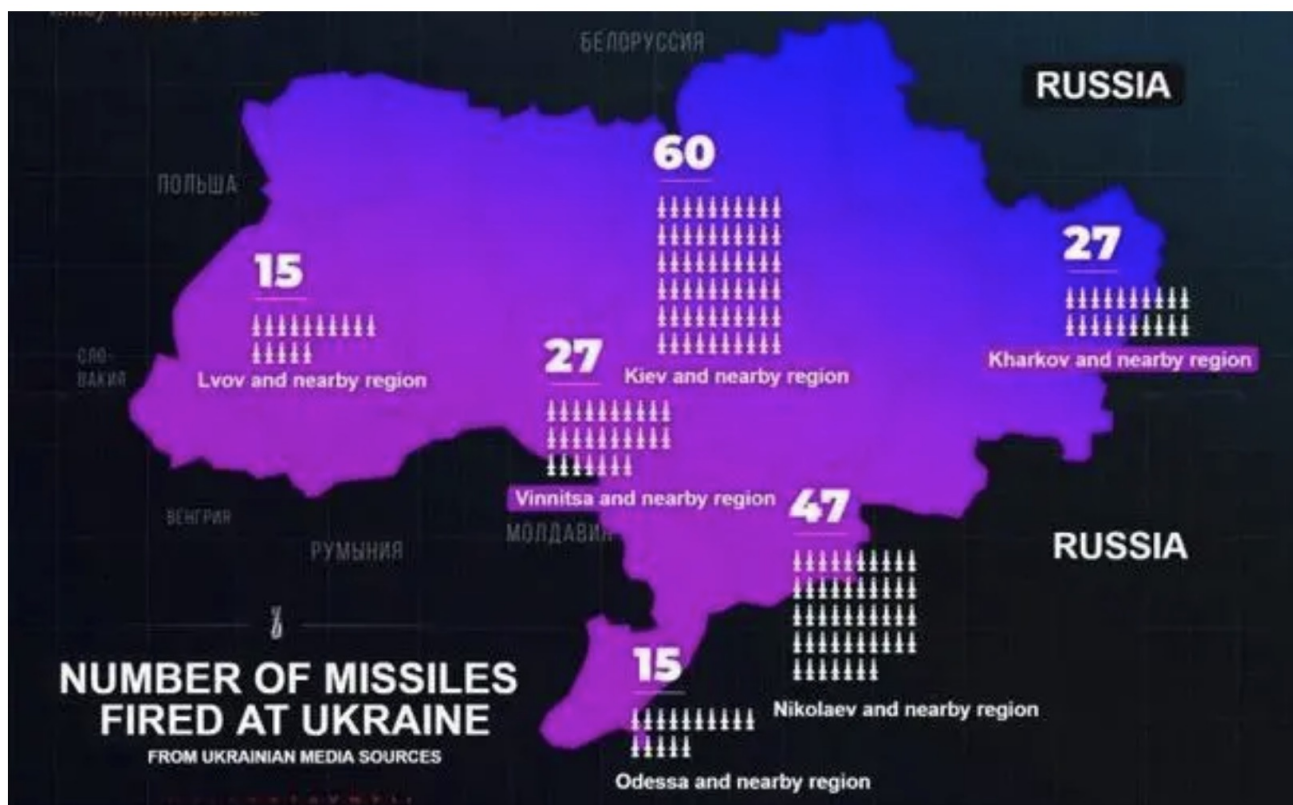 БЕЛОРУССИЯ
RUSSIA
60
ПОЛЬША
27
15
СЛО-
ВАКИЯ
27
Kharkov and nearby region
Kiev and nearby region
Lvov and nearby region
Vinnitsa and nearby region
47
ВЕНГРИЯ
МОЛДАВИЯ
РУМЫНИЯ
RUSSIA
15
NUMBER OF MISSILES
FIRED AT UKRAINE
FROM UKRAINIAN MEDIA SOURCES
Nikolaev and nearby region
Odessa and nearby region